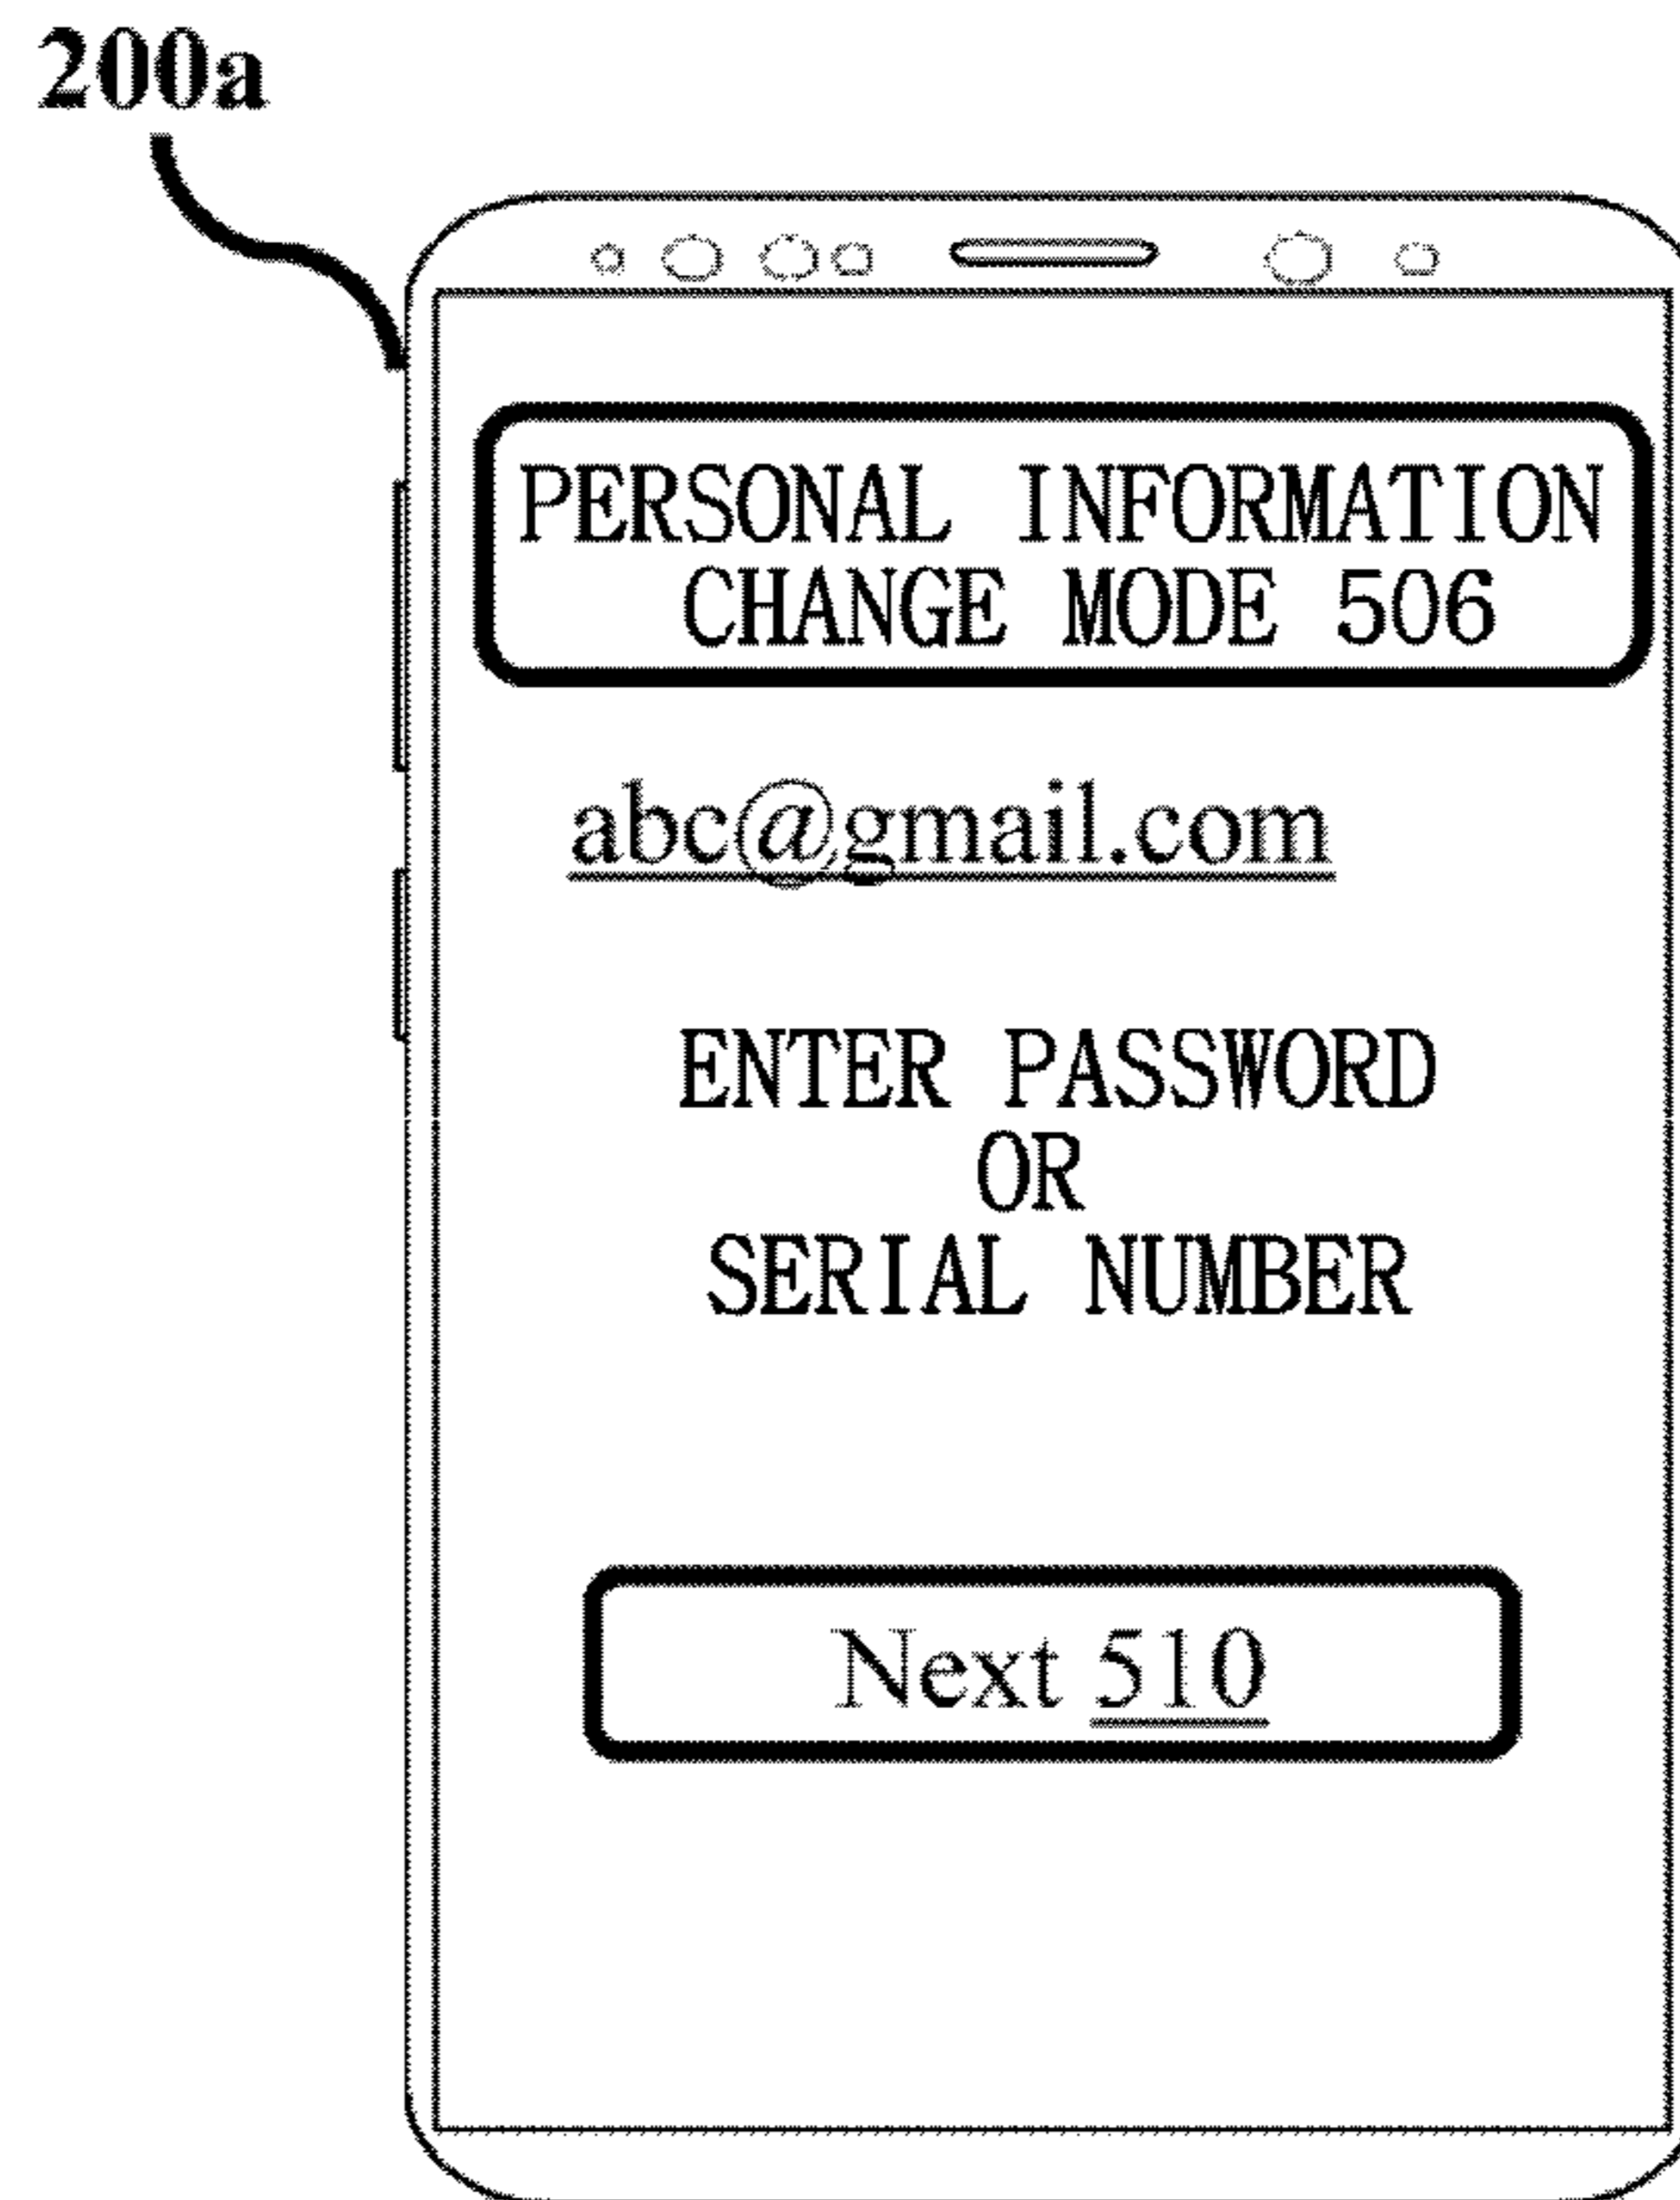 200a
PERSONAL INFORMATION
CHANGE MODE 506
abc@gmail.com
ENTER PASSWORD
OR
SERIAL NUMBER
Next 510